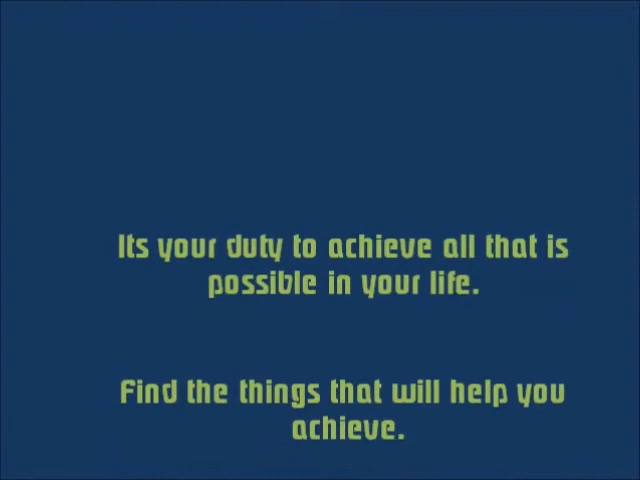 Its your duty to achieve all that is
possible in your life.
Find the things that will help you
achieve.